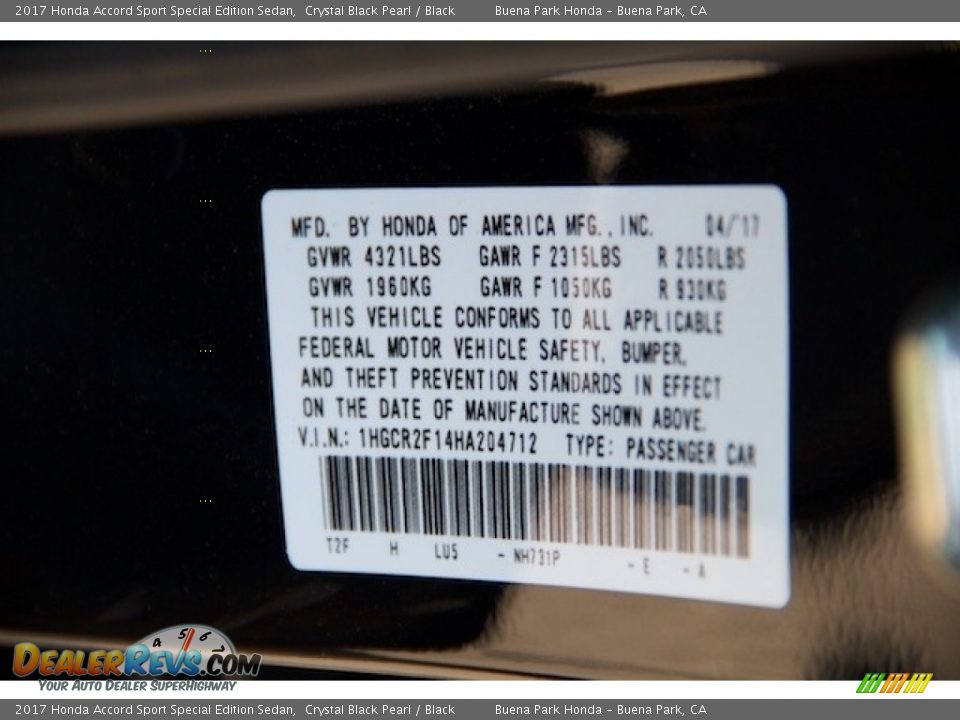 2017 Honda Accord Sport Special Edition Sedan, Crystal Black Pearl / Black Buena Park Honda - Buena Park, CA
MFD. BY HONDA OF AMERICA MFG., INC. 04/'17
GVWR 4321LBS GAWR F 2315LBS R 2050LBS
GVWR 1960KG GAWR F 1050KG R 930KG
THIS VEHICLE CONFORMS TO ALL APPLICABLE
FEDERAL MOTOR VEHICLE SAFETY, BUMPER,
AND THEFT PREVENTION STANDARDS IN EFFECT
ON THE DATE OF MANUFACTURE SHOWN ABOVE.
V.I.N.: 1HGCR2F14HA204712 TYPE: PASSENGER CAR
T2F H LU5 - NH731P - E - A
4 5 6 7
DEALERREVS.COM
YOUR AUTO DEALER SUPERHIGHWAY
2017 Honda Accord Sport Special Edition Sedan, Crystal Black Pearl / Black Buena Park Honda - Buena Park, CA